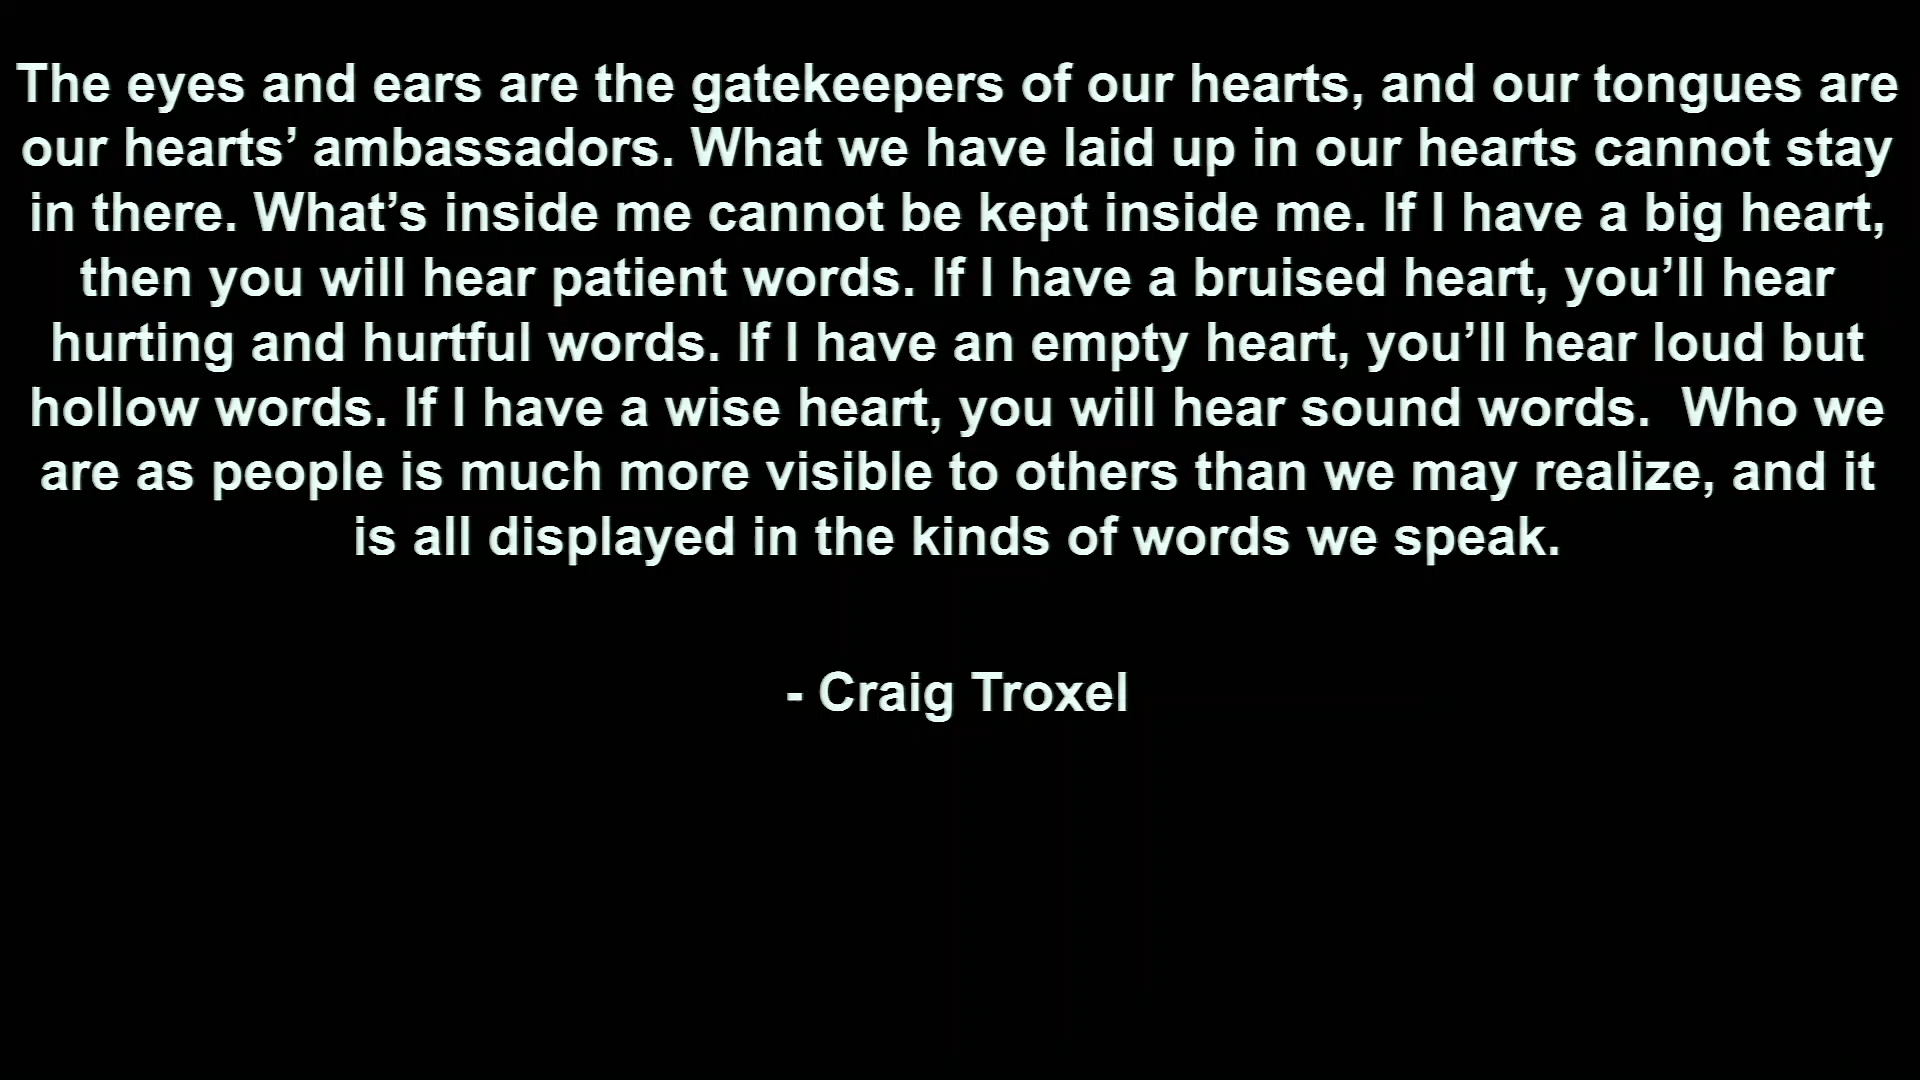 The eyes and ears are the gatekeepers of our hearts, and our tongues are
our hearts’ ambassadors. What we have laid up in our hearts cannot stay
in there. What’s inside me cannot be kept inside me. If I have a big heart,
then you will hear patient words. If I have a bruised heart, you’ll hear
hurting and hurtful words. If I have an empty heart, you’ll hear loud but
hollow words. If I have a wise heart, you will hear sound words.  Who we
are as people is much more visible to others than we may realize, and it
is all displayed in the kinds of words we speak.
- Craig Troxel